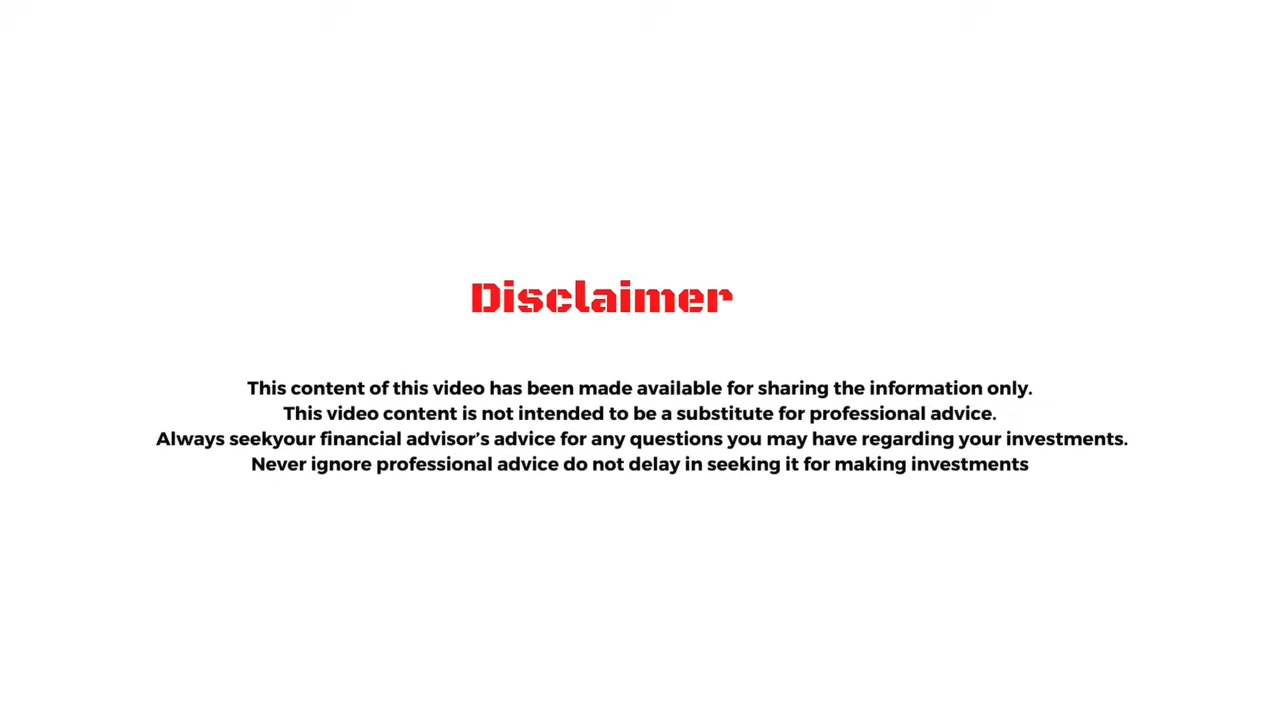 Disclaimer
This content of this video has been made available for sharing the information only.
This video content is not intended to be a substitute for professional advice.
Always seekyour financial advisor’s advice for any questions you may have regarding your investments.
Never ignore professional advice do not delay in seeking it for making investments